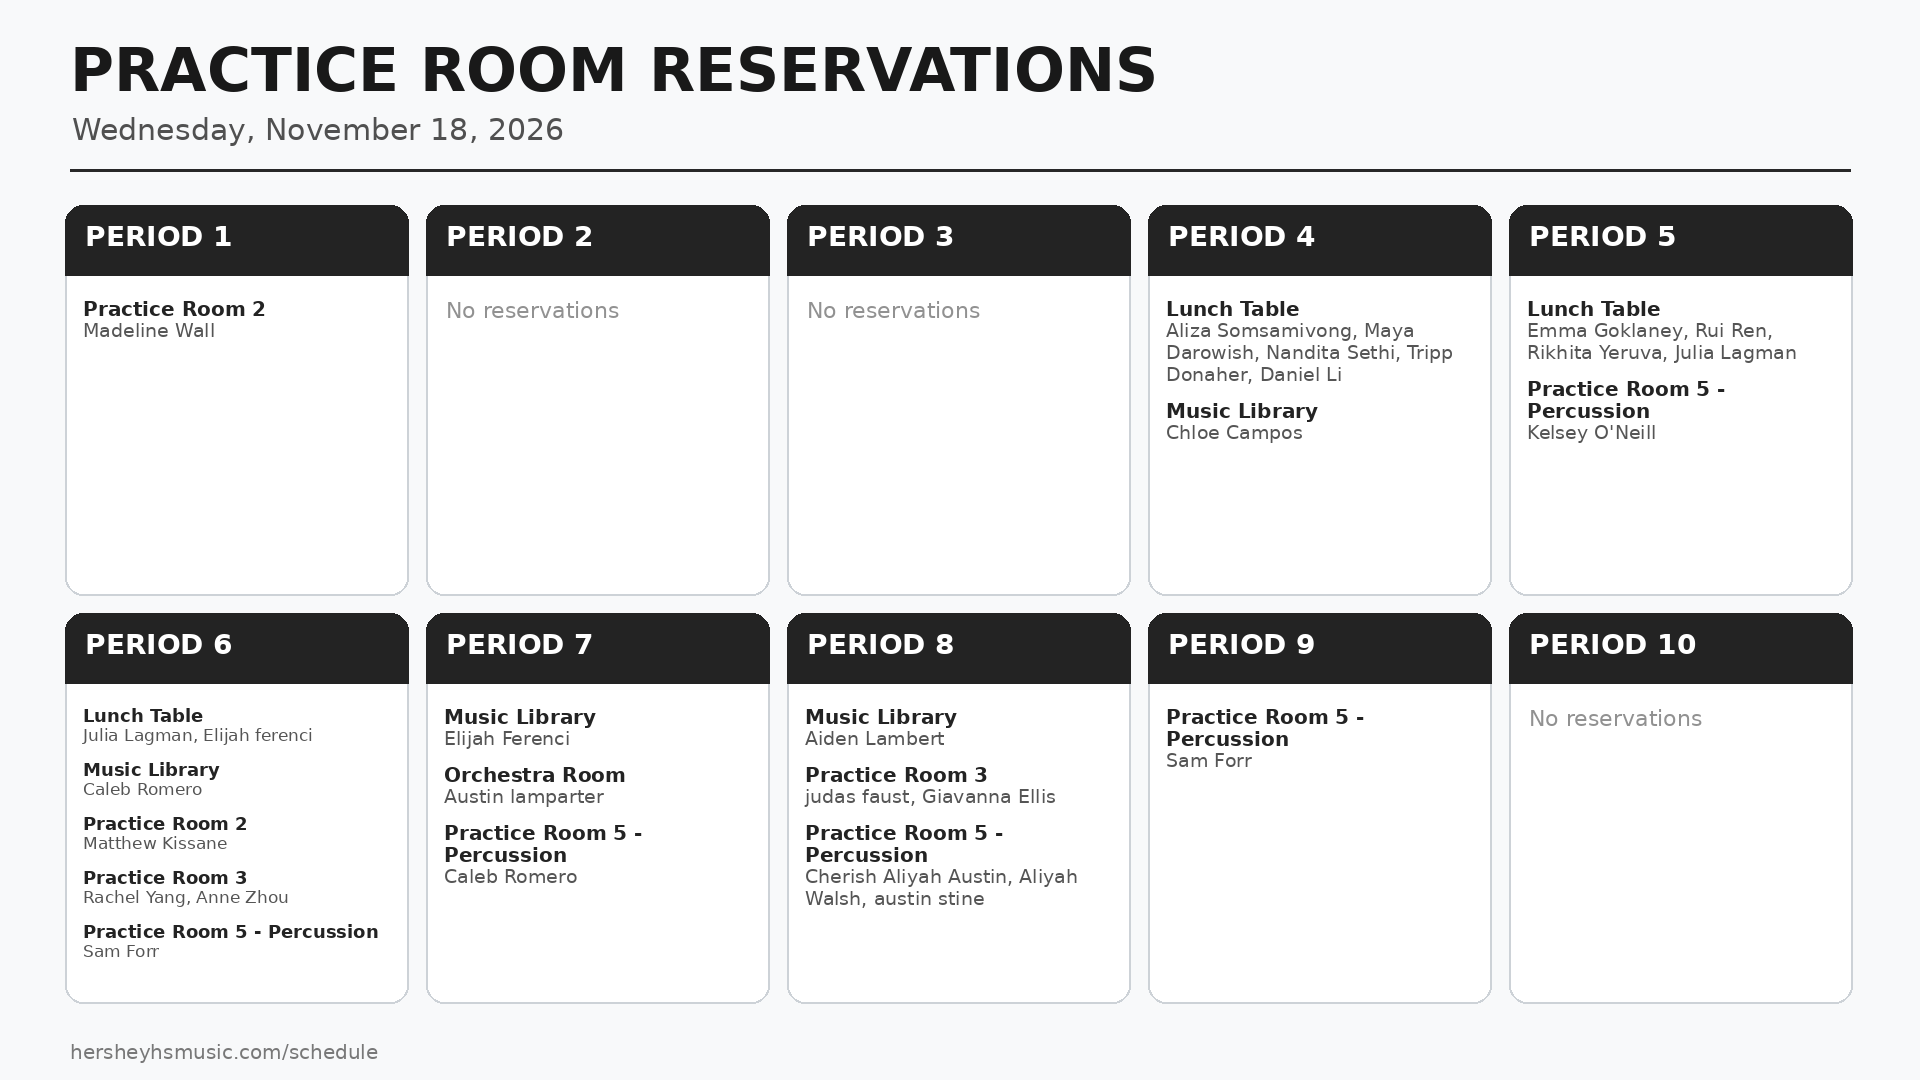 PRACTICE ROOM RESERVATIONS
Wednesday, November 18, 2026
PERIOD 1
Practice Room 2
Madeline Wall
PERIOD 2
No reservations
PERIOD 3
No reservations
PERIOD 4
Lunch Table
Aliza Somsamivong, Maya
Darowish, Nandita Sethi, Tripp
Donaher, Daniel Li
Music Library
Chloe Campos
PERIOD 5
Lunch Table
Emma Goklaney, Rui Ren,
Rikhita Yeruva, Julia Lagman
Practice Room 5 -
Percussion
Kelsey O'Neill
PERIOD 6
Lunch Table
Julia Lagman, Elijah ferenci
Music Library
Caleb Romero
Practice Room 2
Matthew Kissane
Practice Room 3
Rachel Yang, Anne Zhou
Practice Room 5 - Percussion
Sam Forr
PERIOD 7
Music Library
Elijah Ferenci
Orchestra Room
Austin lamparter
Practice Room 5 -
Percussion
Caleb Romero
PERIOD 8
Music Library
Aiden Lambert
Practice Room 3
judas faust, Giavanna Ellis
Practice Room 5 -
Percussion
Cherish Aliyah Austin, Aliyah
Walsh, austin stine
PERIOD 9
Practice Room 5 -
Percussion
Sam Forr
PERIOD 10
No reservations
hersheyhsmusic.com/schedule